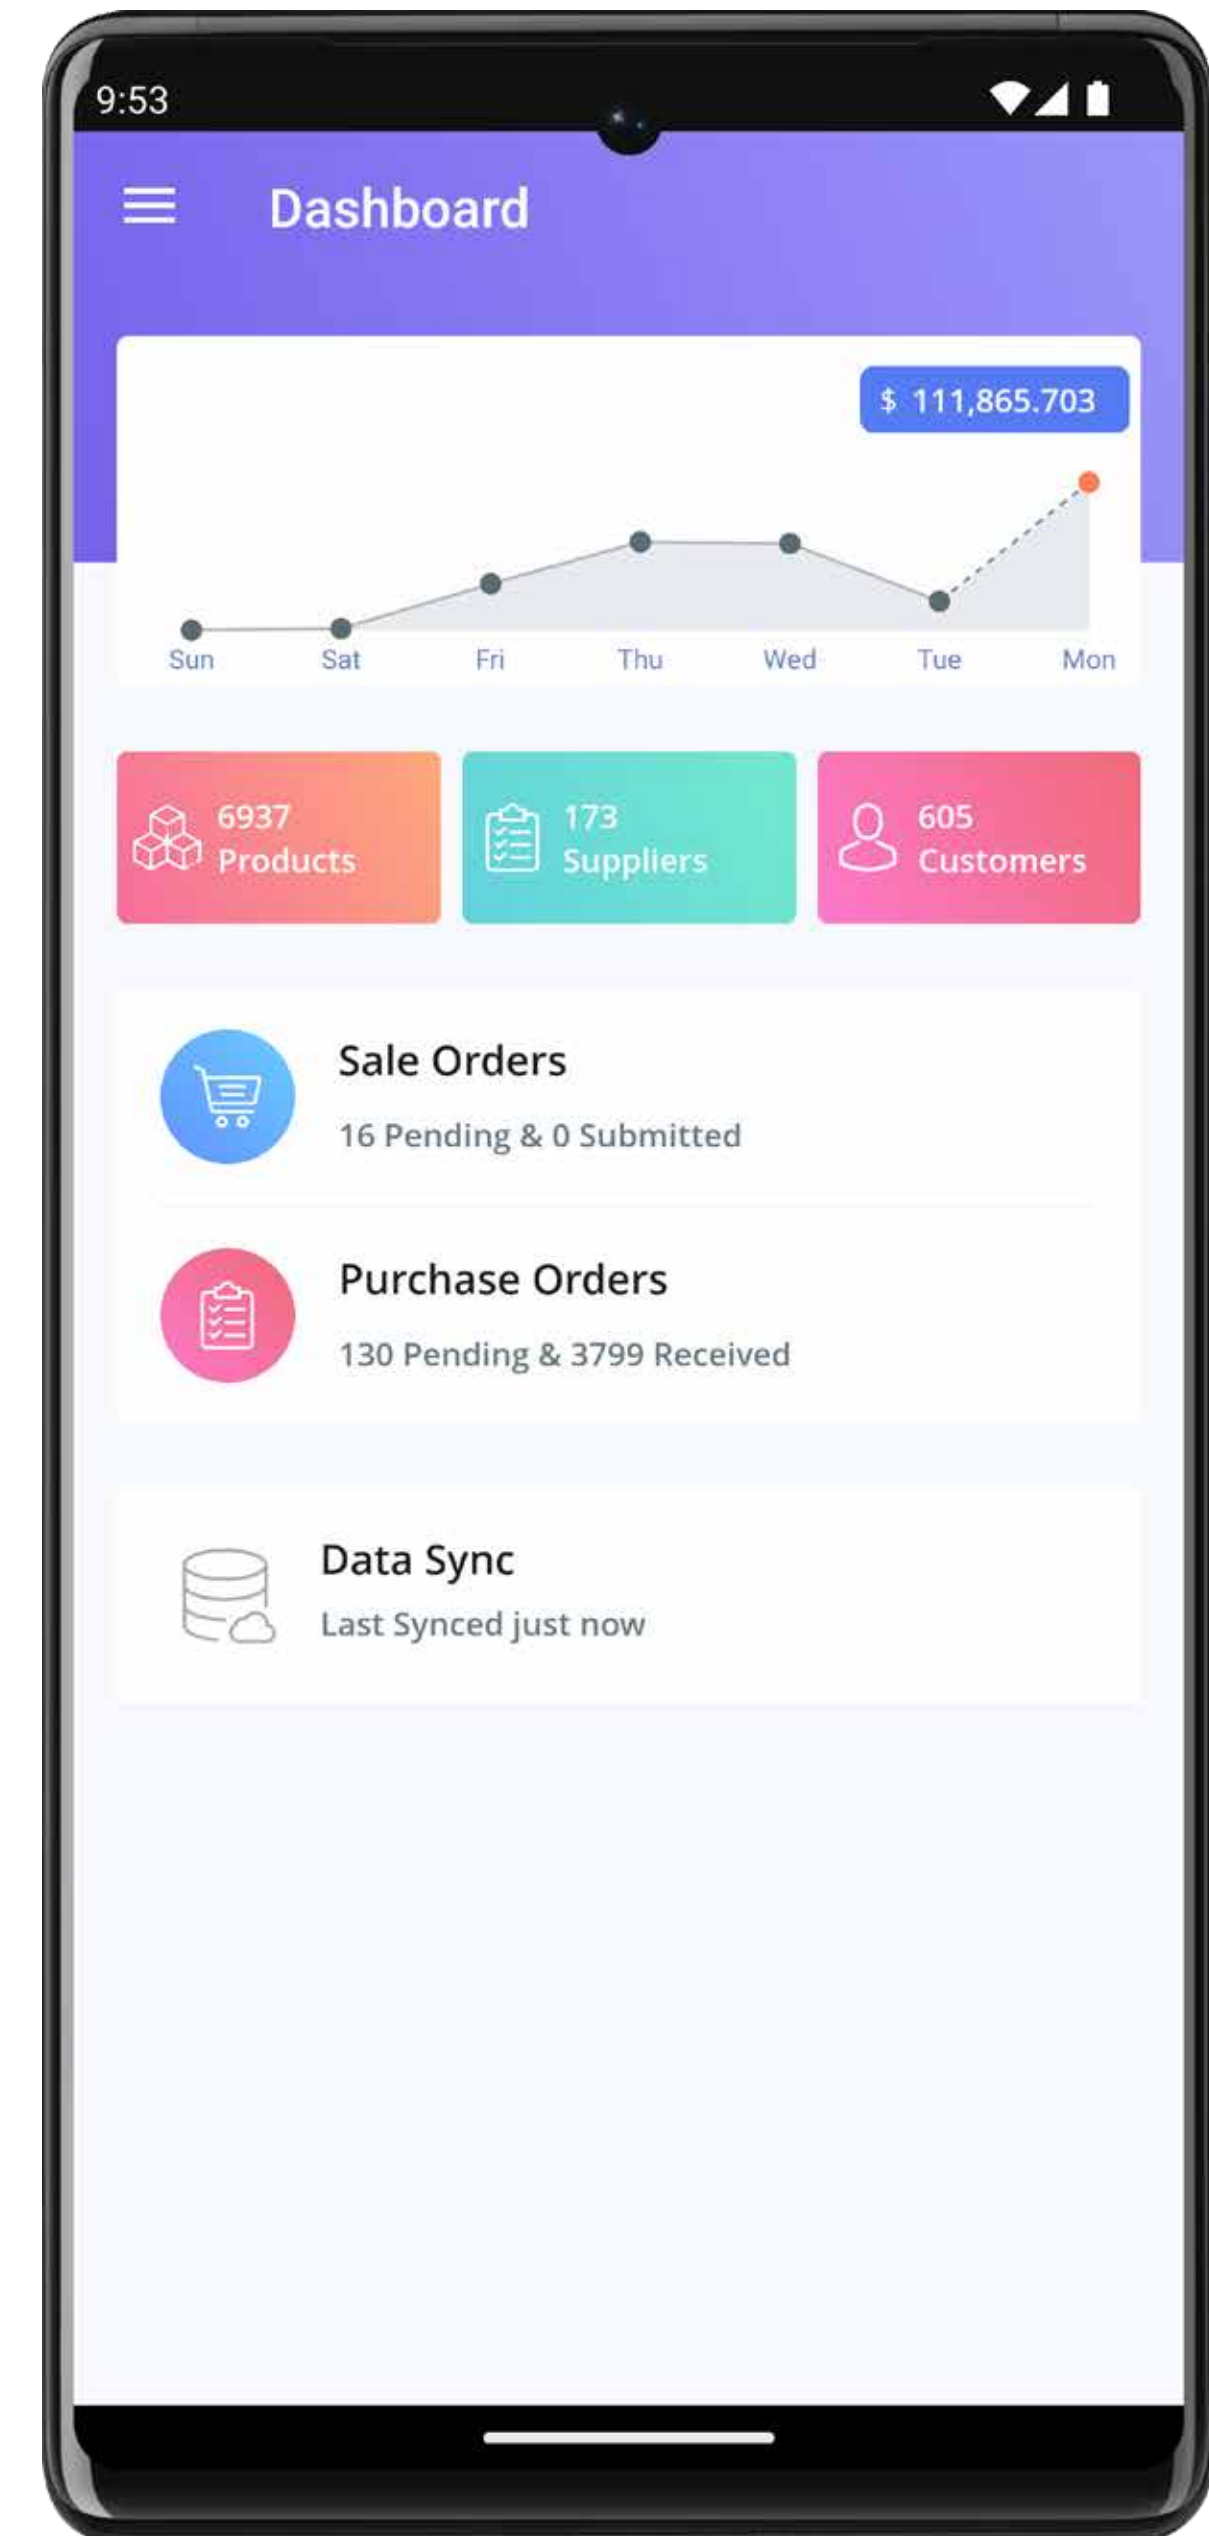 9:53
Dashboard
$ 111,865.703
Sun Sat Fri Thu Wed Tue Mon
6937
Products
173
Suppliers
605
Customers
Sale Orders
16 Pending & 0 Submitted
Purchase Orders
130 Pending & 3799 Received
Data Sync
Last Synced just now